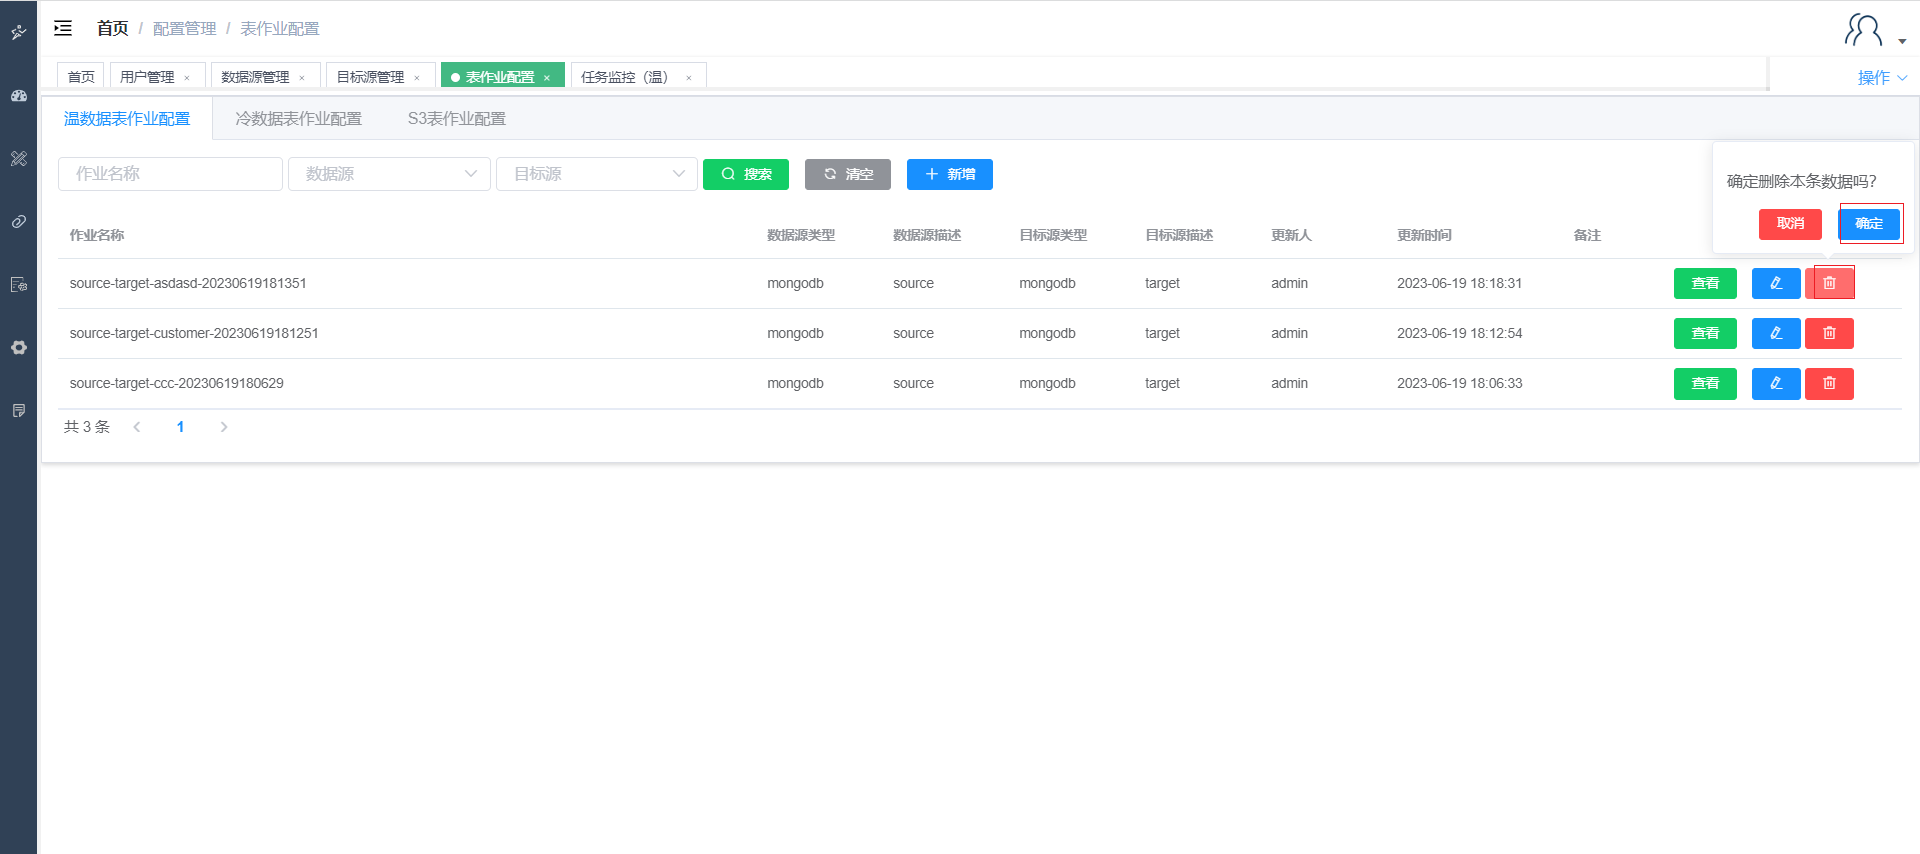 首页 / 配置管理 / 表作业配置
首页 用户管理 × 数据源管理 × 目标源管理 × 表作业配置 × 任务监控（温） × 操作
温数据表作业配置 冷数据表作业配置 S3表作业配置
作业名称 数据源 目标源 搜索 清空 新增
确定删除本条数据吗？
取消 确定
作业名称 数据源类型 数据源描述 目标源类型 目标源描述 更新人 更新时间 备注
source-target-asdasd-20230619181351 mongodb source mongodb target admin 2023-06-19 18:18:31 查看
source-target-customer-20230619181251 mongodb source mongodb target admin 2023-06-19 18:12:54 查看
source-target-ccc-20230619180629 mongodb source mongodb target admin 2023-06-19 18:06:33 查看
共 3 条 1